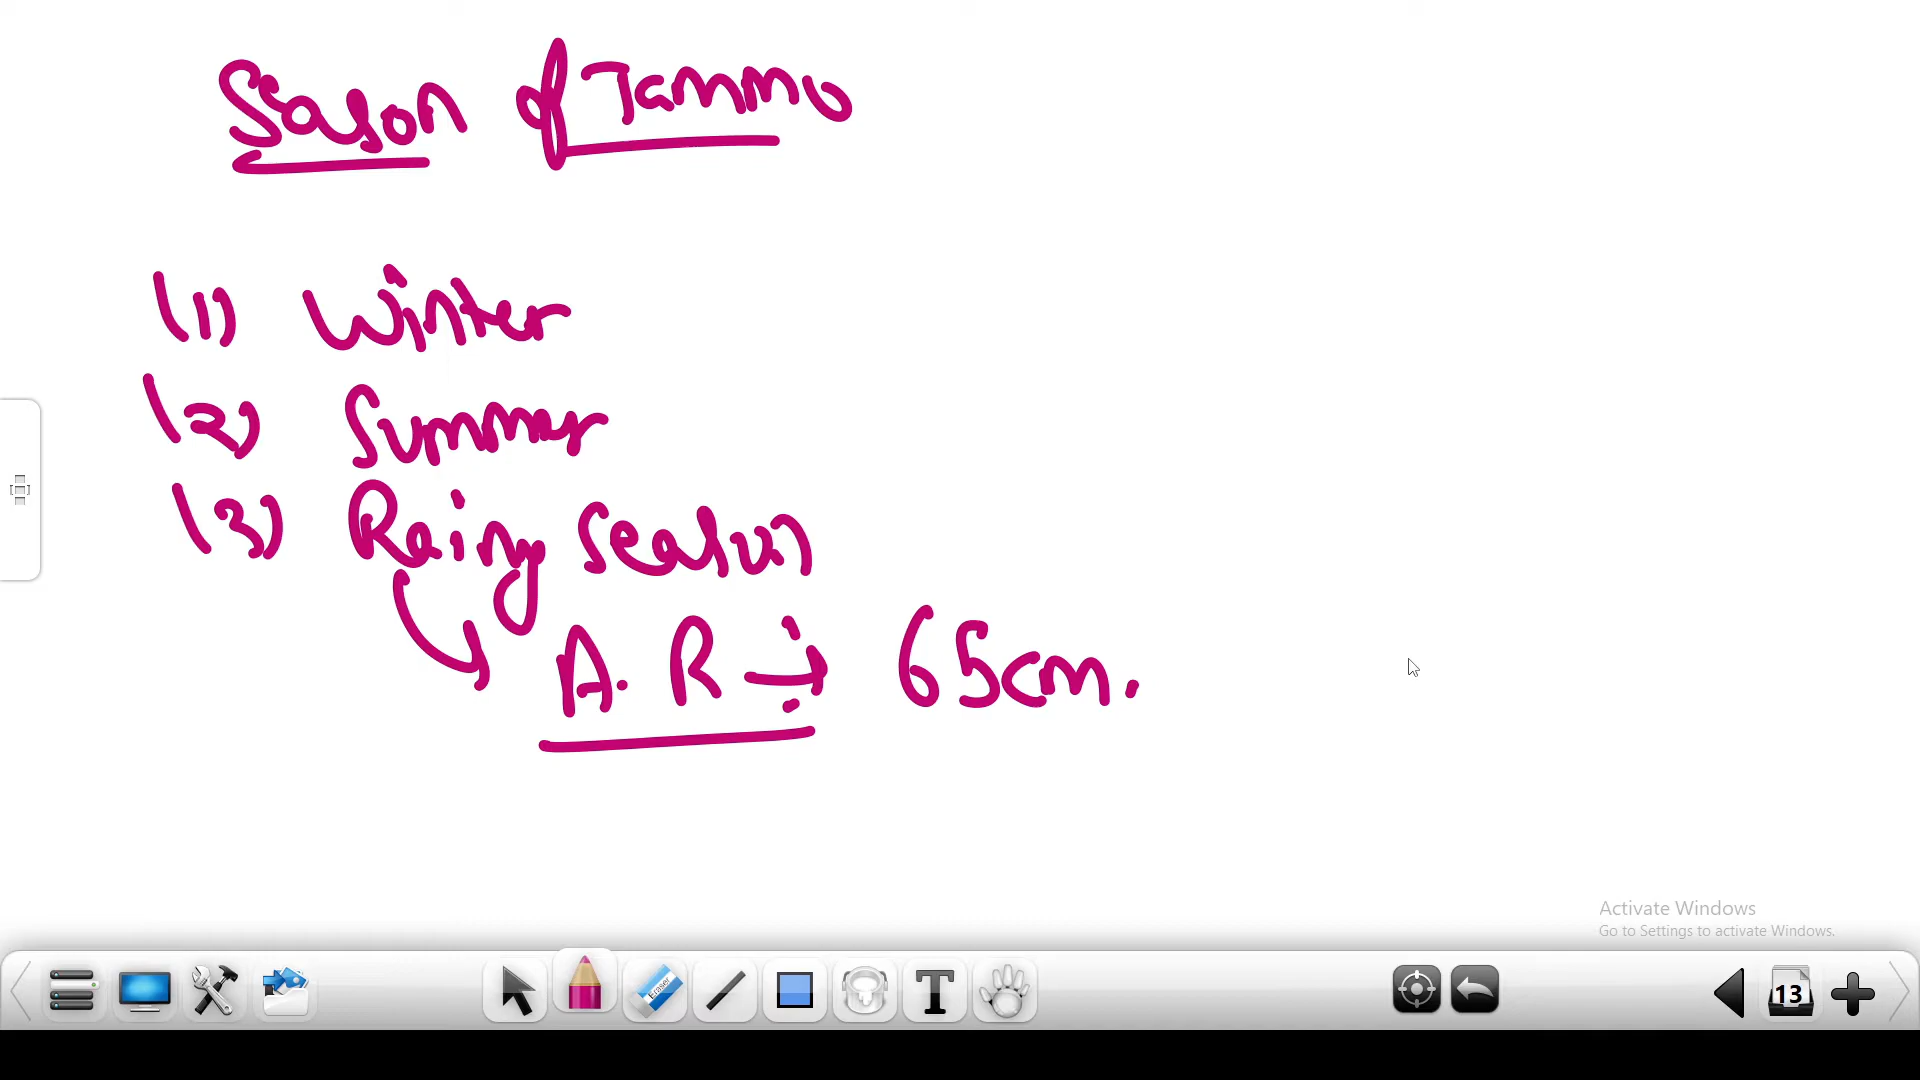 Season of Jammu
(1) Winter
(2) Summer
(3) Rainy Season
A. R → 65cm.
Activate Windows
Go to Settings to activate Windows.
Eraser
T
13